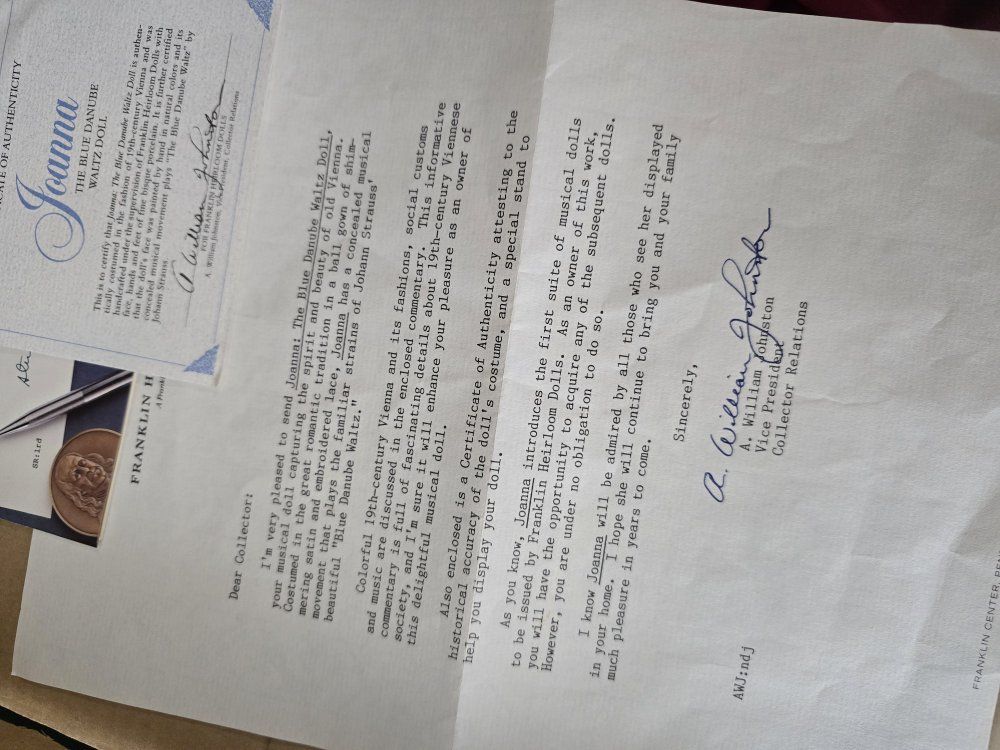 CATE OF AUTHENTICITY
Joanna
THE BLUE DANUBE
WALTZ DOLL
This is to certify that Joanna: The Blue Danube Waltz Doll is authen-
tically costumed in the fashion of 19th-century Vienna and was
handcrafted under the supervision of Franklin Heirloom Dolls with
face, hands and feet of fine bisque porcelain. It is further certified
that the doll's face was painted by hand in natural colors and its
concealed musical movement plays "The Blue Danube Waltz" by
Johann Strauss.
A William Johnston
FOR FRANKLIN HEIRLOOM DOLLS
A. William Johnston, Vice President, Collector Relations
SR:lrd
FRANKLIN H
Dear Collector:
I'm very pleased to send Joanna: The Blue Danube Waltz Doll,
your musical doll capturing the spirit and beauty of old Vienna.
Costumed in the great romantic tradition in a ball gown of shim-
mering satin and embroidered lace, Joanna has a concealed musical
movement that plays the familiar strains of Johann Strauss'
beautiful "Blue Danube Waltz."
Colorful 19th-century Vienna and its fashions, social customs
and music are discussed in the enclosed commentary. This informative
commentary is full of fascinating details about 19th-century Viennese
society, and I'm sure it will enhance your pleasure as an owner of
this delightful musical doll.
Also enclosed is a Certificate of Authenticity attesting to the
historical accuracy of the doll's costume, and a special stand to
help you display your doll.
As you know, Joanna introduces the first suite of musical dolls
to be issued by Franklin Heirloom Dolls. As an owner of this work,
you will have the opportunity to acquire any of the subsequent dolls.
However, you are under no obligation to do so.
I know Joanna will be admired by all those who see her displayed
in your home. I hope she will continue to bring you and your family
much pleasure in years to come.
Sincerely,
A. William Johnston
A. William Johnston
Vice President
Collector Relations
AWJ:ndj
FRANKLIN CENTER, PE